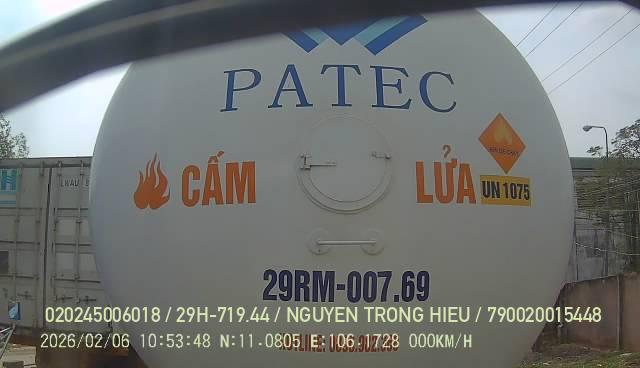 PATEC
CẤM LỬA
UN 1075
29RM-007.69
020245006018 / 29H-719.44 / NGUYEN TRONG HIEU / 790020015448
2026/02/06 10:53:48 N:11.0805 E:106.1728 000KM/H